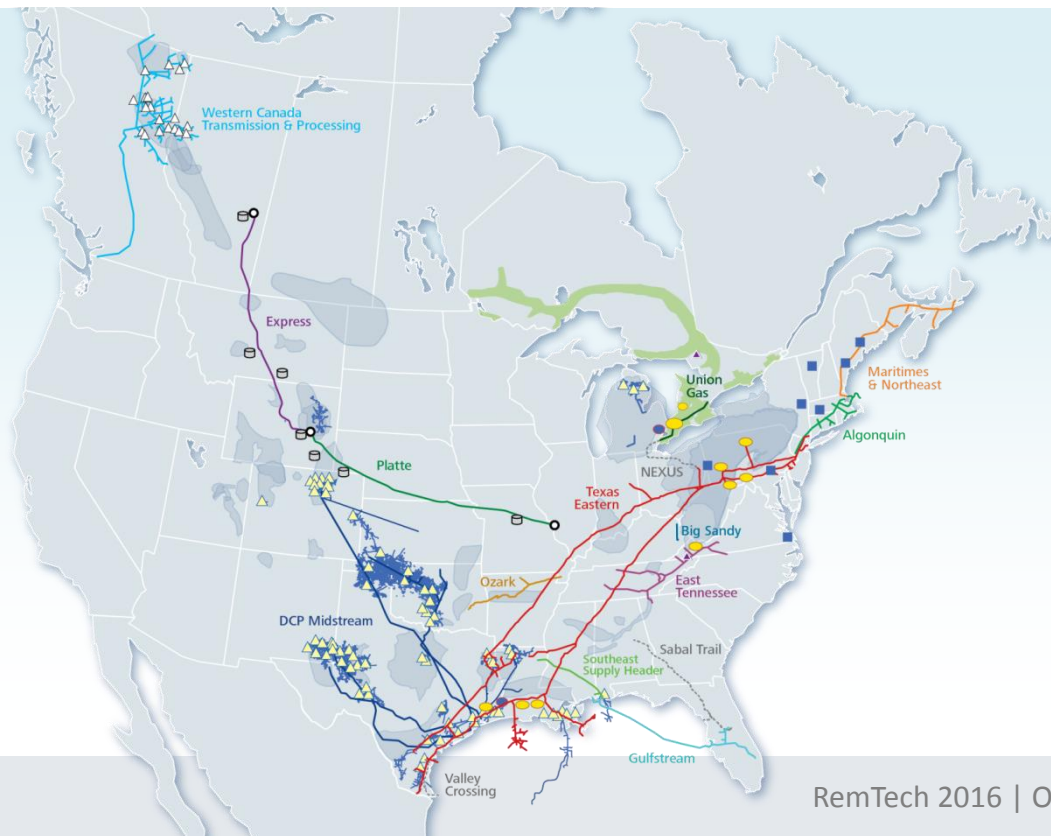 Western Canada
Transmission & Processing
Express
Union
Gas
Maritimes
& Northeast
Algonquin
Platte
NEXUS
Texas
Eastern
Big Sandy
Ozark
East
Tennessee
DCP Midstream
Sabal Trail
Southeast
Supply Header
Gulfstream
Valley
Crossing
RemTech 2016 | O